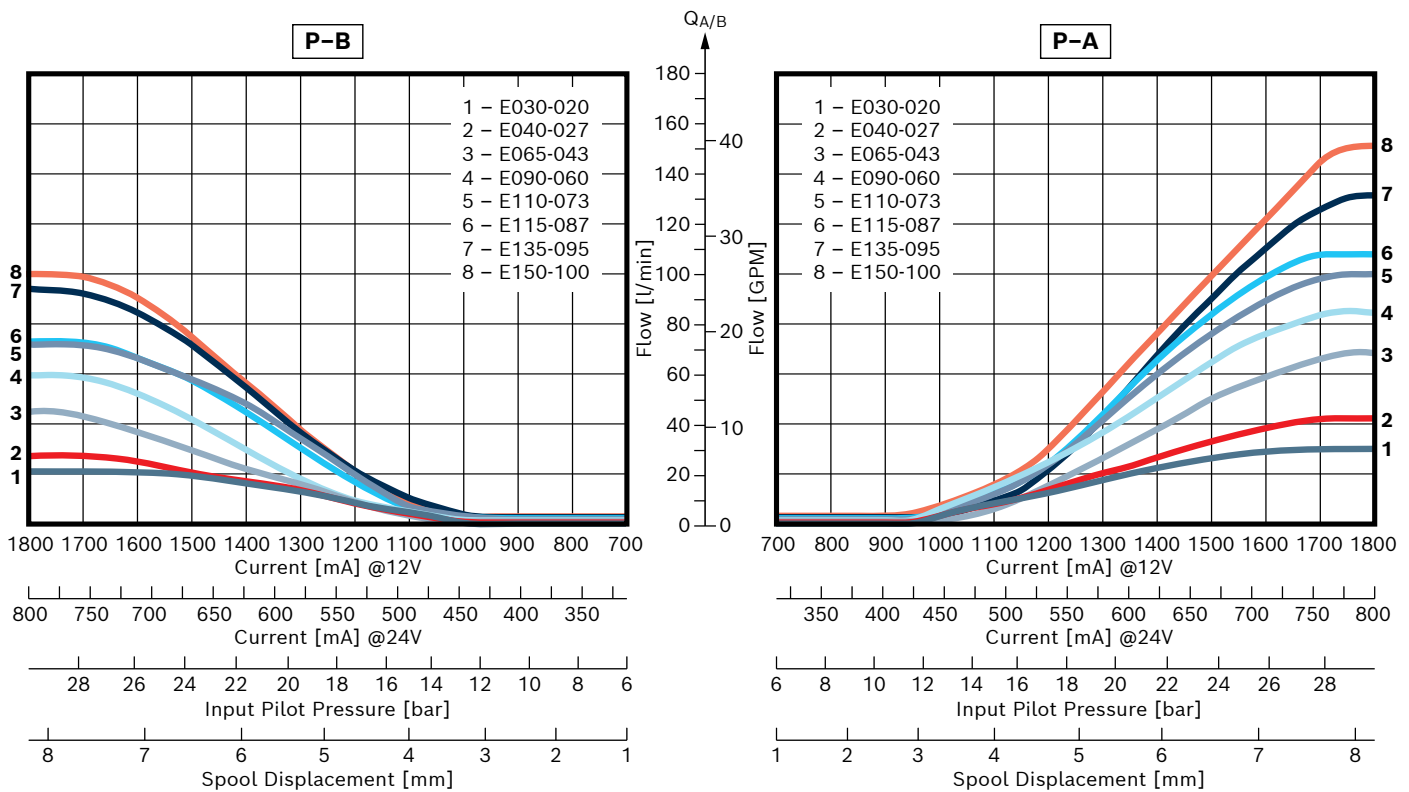 P–B
Q A/B
P–A
1 – E030-020
2 – E040-027
3 – E065-043
4 – E090-060
5 – E110-073
6 – E115-087
7 – E135-095
8 – E150-100
8
7
6
5
4
3
2
1
1800 1700 1600 1500 1400 1300 1200 1100 1000 900 800 700
Current [mA] @12V
800 750 700 650 600 550 500 450 400 350
Current [mA] @24V
28 26 24 22 20 18 16 14 12 10 8 6
Input Pilot Pressure [bar]
8 7 6 5 4 3 2 1
Spool Displacement [mm]
180
160
140
120
100
80
60
40
20
0
Flow [l/min]
40
30
20
10
0
Flow [GPM]
1 – E030-020
2 – E040-027
3 – E065-043
4 – E090-060
5 – E110-073
6 – E115-087
7 – E135-095
8 – E150-100
8
7
6
5
4
3
2
1
700 800 900 1000 1100 1200 1300 1400 1500 1600 1700 1800
Current [mA] @12V
350 400 450 500 550 600 650 700 750 800
Current [mA] @24V
6 8 10 12 14 16 18 20 22 24 26 28
Input Pilot Pressure [bar]
1 2 3 4 5 6 7 8
Spool Displacement [mm]